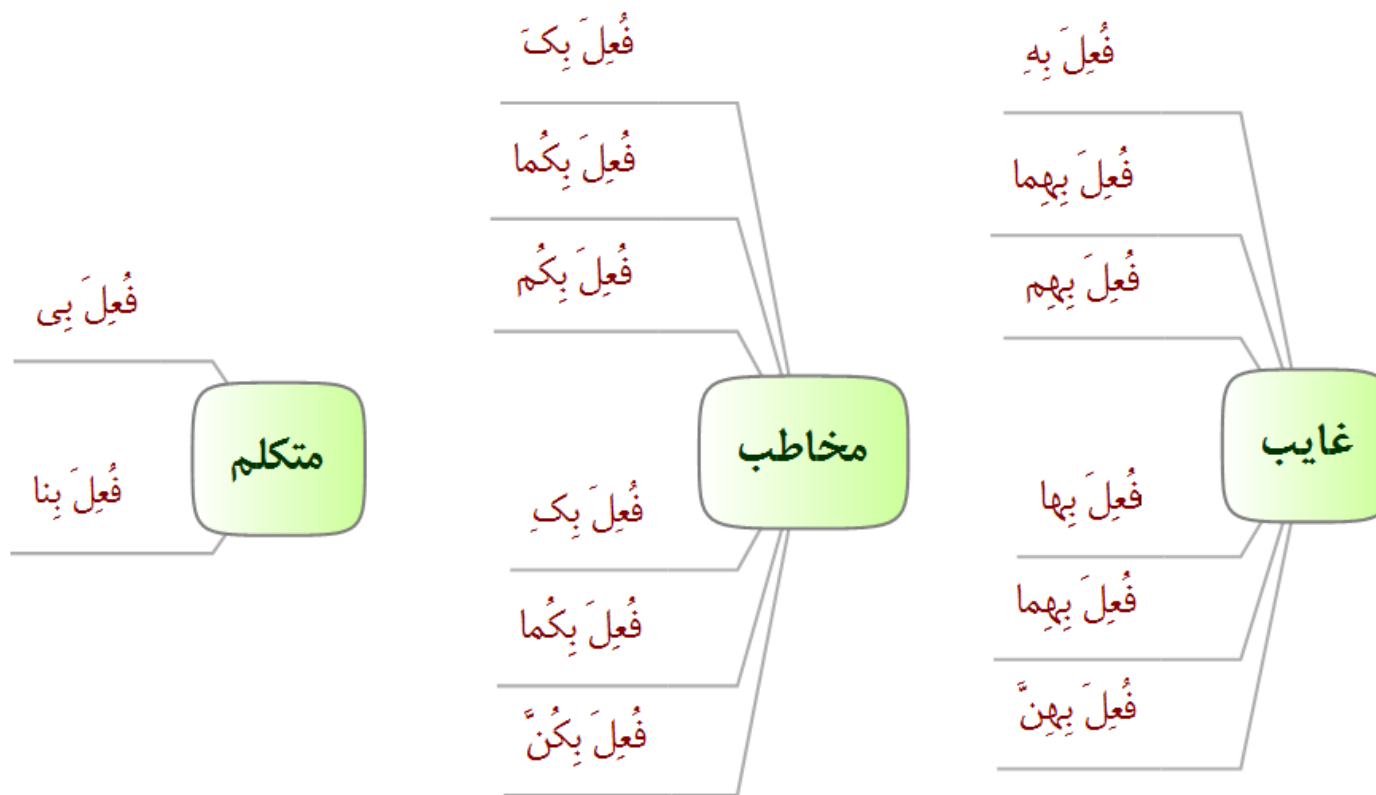 غایب
فُعِلَ بِهِ
فُعِلَ بِهِما
فُعِلَ بِهِم
فُعِلَ بِها
فُعِلَ بِهِما
فُعِلَ بِهِنَّ
مخاطب
فُعِلَ بِکَ
فُعِلَ بِکُما
فُعِلَ بِکُم
فُعِلَ بِکِ
فُعِلَ بِکُما
فُعِلَ بِکُنَّ
متکلم
فُعِلَ بِی
فُعِلَ بِنا